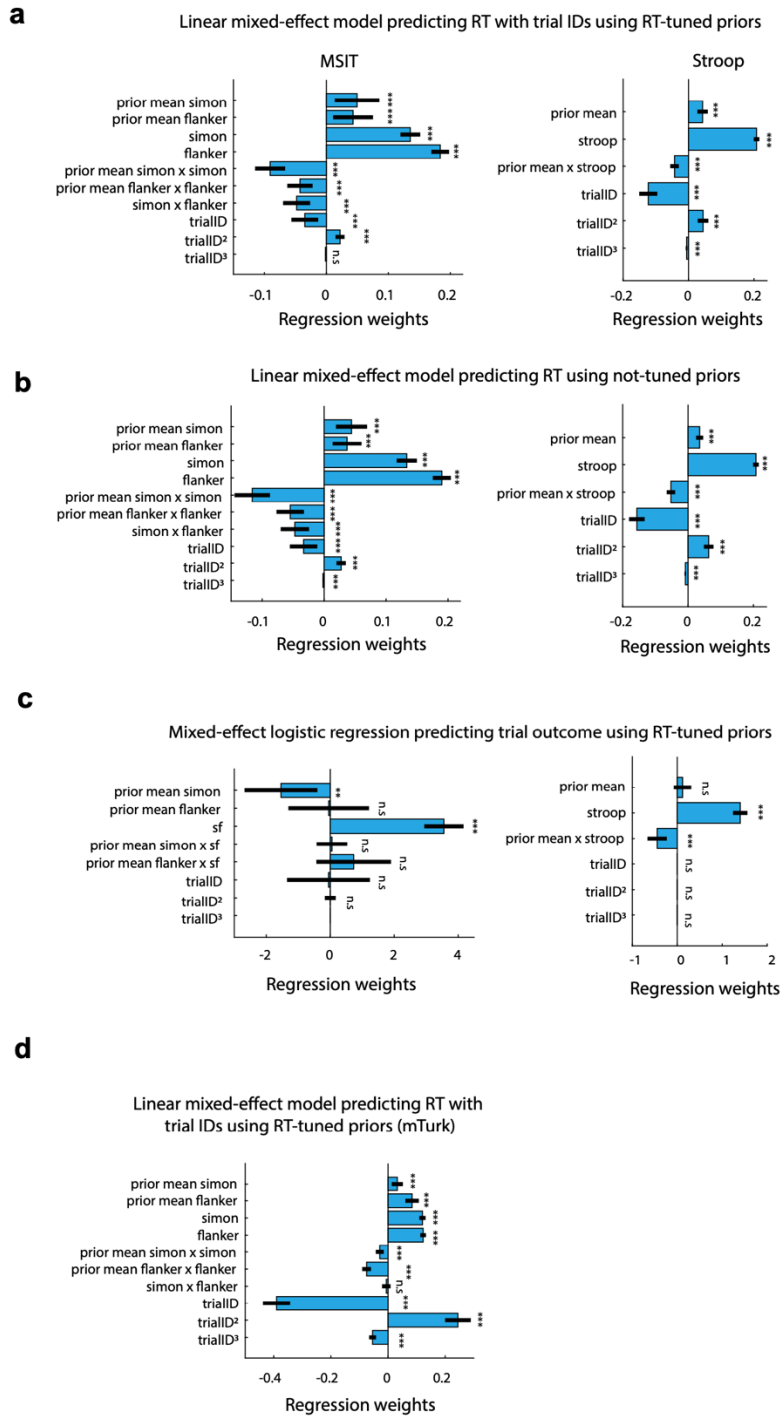 a
Linear mixed-effect model predicting RT with trial IDs using RT-tuned priors
MSIT
prior mean simon ***
prior mean flanker ***
simon ***
flanker ***
prior mean simon x simon ***
prior mean flanker x flanker ***
simon x flanker ***
trialID ***
trialID² ***
trialID³ n.s
-0.1 0 0.1 0.2
Regression weights
Stroop
prior mean ***
stroop ***
prior mean x stroop ***
trialID ***
trialID² ***
trialID³ ***
-0.2 0 0.2
Regression weights
b
Linear mixed-effect model predicting RT using not-tuned priors
prior mean simon ***
prior mean flanker ***
simon ***
flanker ***
prior mean simon x simon ***
prior mean flanker x flanker ***
simon x flanker ***
trialID ***
trialID² ***
trialID³ ***
-0.1 0 0.1 0.2
Regression weights
prior mean ***
stroop ***
prior mean x stroop ***
trialID ***
trialID² ***
trialID³ ***
-0.2 0 0.2
Regression weights
c
Mixed-effect logistic regression predicting trial outcome using RT-tuned priors
prior mean simon **
prior mean flanker n.s
sf ***
prior mean simon x sf n.s
prior mean flanker x sf n.s
trialID n.s
trialID² n.s
trialID³
-2 0 2 4
Regression weights
prior mean n.s
stroop ***
prior mean x stroop ***
trialID n.s
trialID² n.s
trialID³ n.s
-1 0 1 2
Regression weights
d
Linear mixed-effect model predicting RT with
trial IDs using RT-tuned priors (mTurk)
prior mean simon ***
prior mean flanker ***
simon ***
flanker ***
prior mean simon x simon ***
prior mean flanker x flanker ***
simon x flanker n.s
trialID ***
trialID² ***
trialID³ ***
-0.4 -0.2 0 0.2
Regression weights